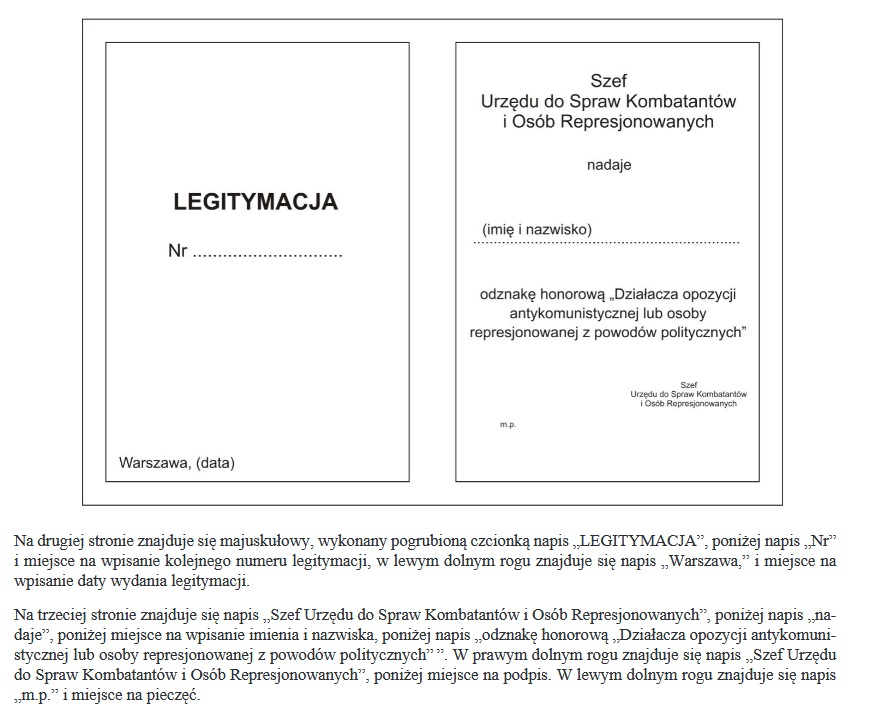 LEGITYMACJA
Nr ..............................
Warszawa, (data)
Szef
Urzędu do Spraw Kombatantów
i Osób Represjonowanych
nadaje
(imię i nazwisko)
odznakę honorową „Działacza opozycji
antykomunistycznej lub osoby
represjonowanej z powodów politycznych”
Szef
Urzędu do Spraw Kombatantów
i Osób Represjonowanych
m.p.
Na drugiej stronie znajduje się majuskułowy, wykonany pogrubioną czcionką napis „LEGITYMACJA”, poniżej napis „Nr”
i miejsce na wpisanie kolejnego numeru legitymacji, w lewym dolnym rogu znajduje się napis „Warszawa,” i miejsce na
wpisanie daty wydania legitymacji.
Na trzeciej stronie znajduje się napis „Szef Urzędu do Spraw Kombatantów i Osób Represjonowanych”, poniżej napis „na-
daje”, poniżej miejsce na wpisanie imienia i nazwiska, poniżej napis „odznakę honorową „Działacza opozycji antykomuni-
stycznej lub osoby represjonowanej z powodów politycznych” ”. W prawym dolnym rogu znajduje się napis „Szef Urzędu
do Spraw Kombatantów i Osób Represjonowanych”, poniżej miejsce na podpis. W lewym dolnym rogu znajduje się napis
„m.p.” i miejsce na pieczęć.